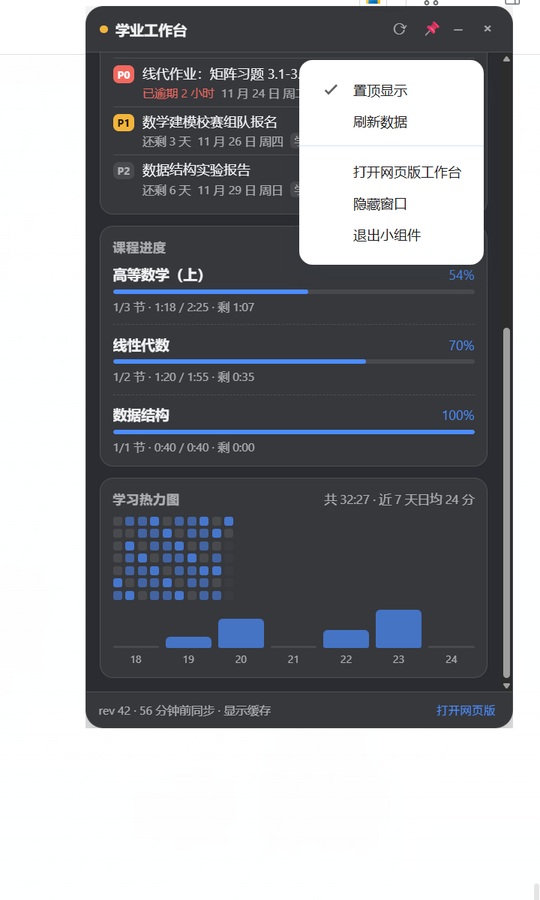 学业工作台
P0 线代作业：矩阵习题 3.1-3.
已逾期 2 小时 11 月 24 日 周
P1 数学建模校赛组队报名
还剩 3 天 11 月 26 日 周四
P2 数据结构实验报告
还剩 6 天 11 月 29 日 周日
置顶显示
刷新数据
打开网页版工作台
隐藏窗口
退出小组件
课程进度
高等数学（上） 54%
1/3 节 · 1:18 / 2:25 · 剩 1:07
线性代数 70%
1/2 节 · 1:20 / 1:55 · 剩 0:35
数据结构 100%
1/1 节 · 0:40 / 0:40 · 剩 0:00
学习热力图 共 32:27 · 近 7 天日均 24 分
18 19 20 21 22 23 24
rev 42 · 56 分钟前同步 · 显示缓存 打开网页版